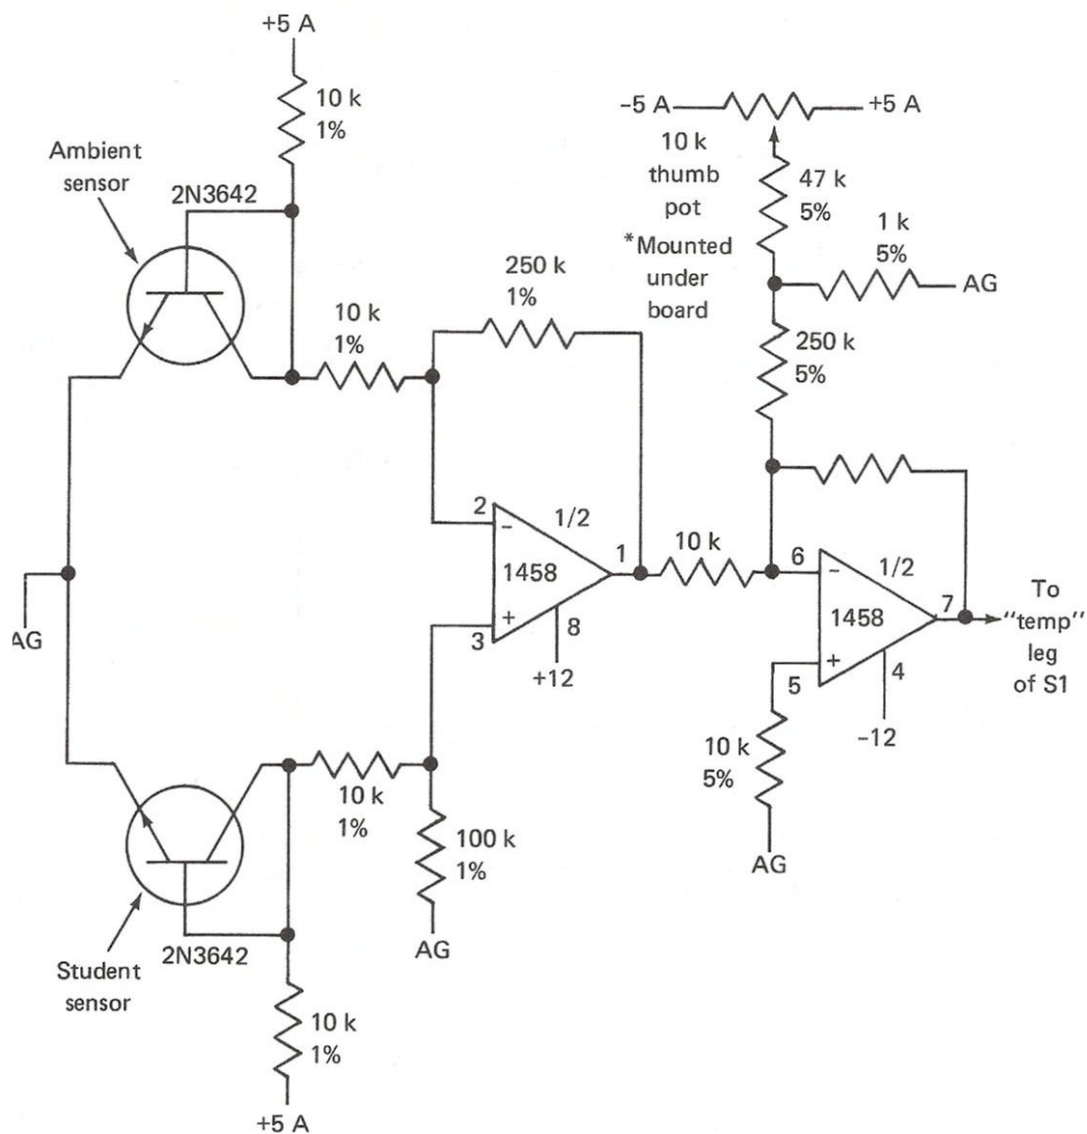 +5 A
10 k
1%
Ambient
sensor
2N3642
-5 A
+5 A
10 k
thumb
pot
*Mounted
under
board
47 k
5%
1 k
5%
AG
250 k
1%
10 k
1%
250 k
5%
2
-
1/2
1458
1
+
3
8
+12
10 k
6
-
1/2
1458
7
+
5
4
-12
To
"temp"
leg
of S1
AG
10 k
5%
AG
10 k
1%
100 k
1%
AG
2N3642
Student
sensor
10 k
1%
+5 A